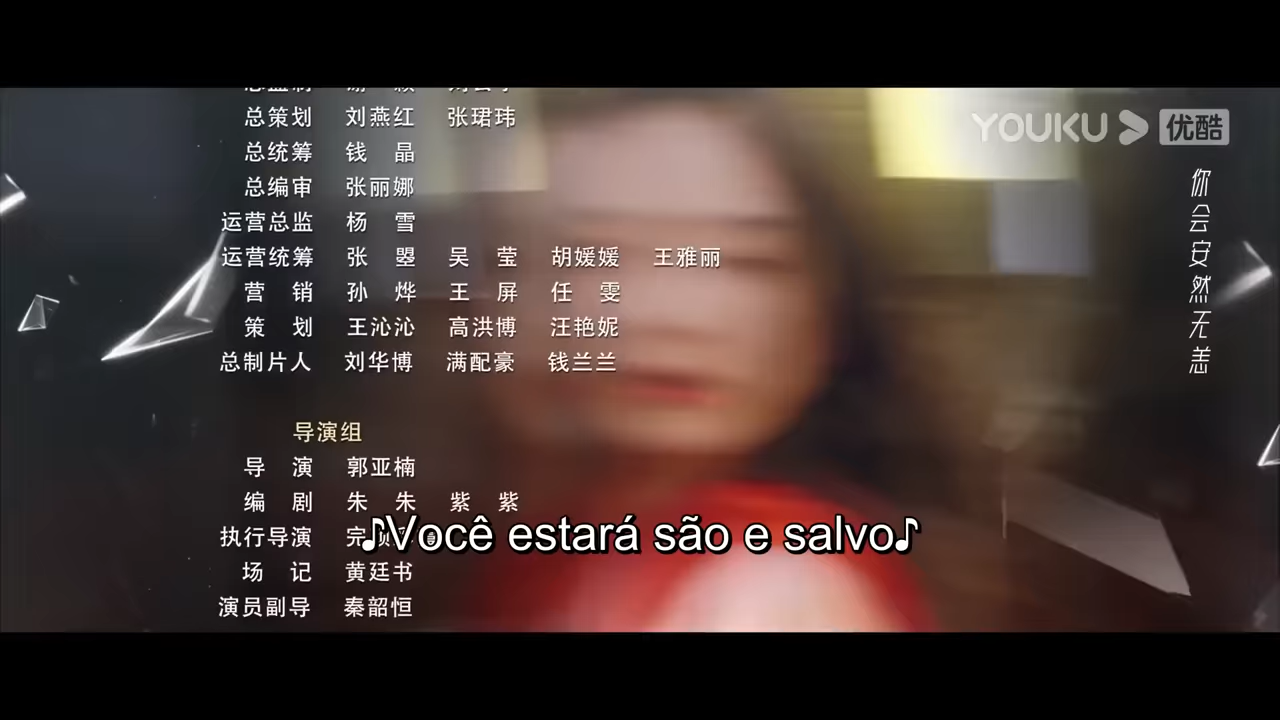 总策划 刘燕红 张珺玮
总统筹 钱 晶
总编审 张丽娜
运营总监 杨 雪
运营统筹 张 曌 吴 莹 胡媛媛 王雅丽
营 销 孙 烨 王 屏 任 雯
策 划 王沁沁 高洪博 汪艳妮
总制片人 刘华博 满配豪 钱兰兰
导演组
导 演 郭亚楠
编 剧 朱 朱 紫 紫
执行导演
场 记 黄廷书
演员副导 秦韶恒
♪Você estará são e salvo♪
YOUKU 优酷
你会安然无恙